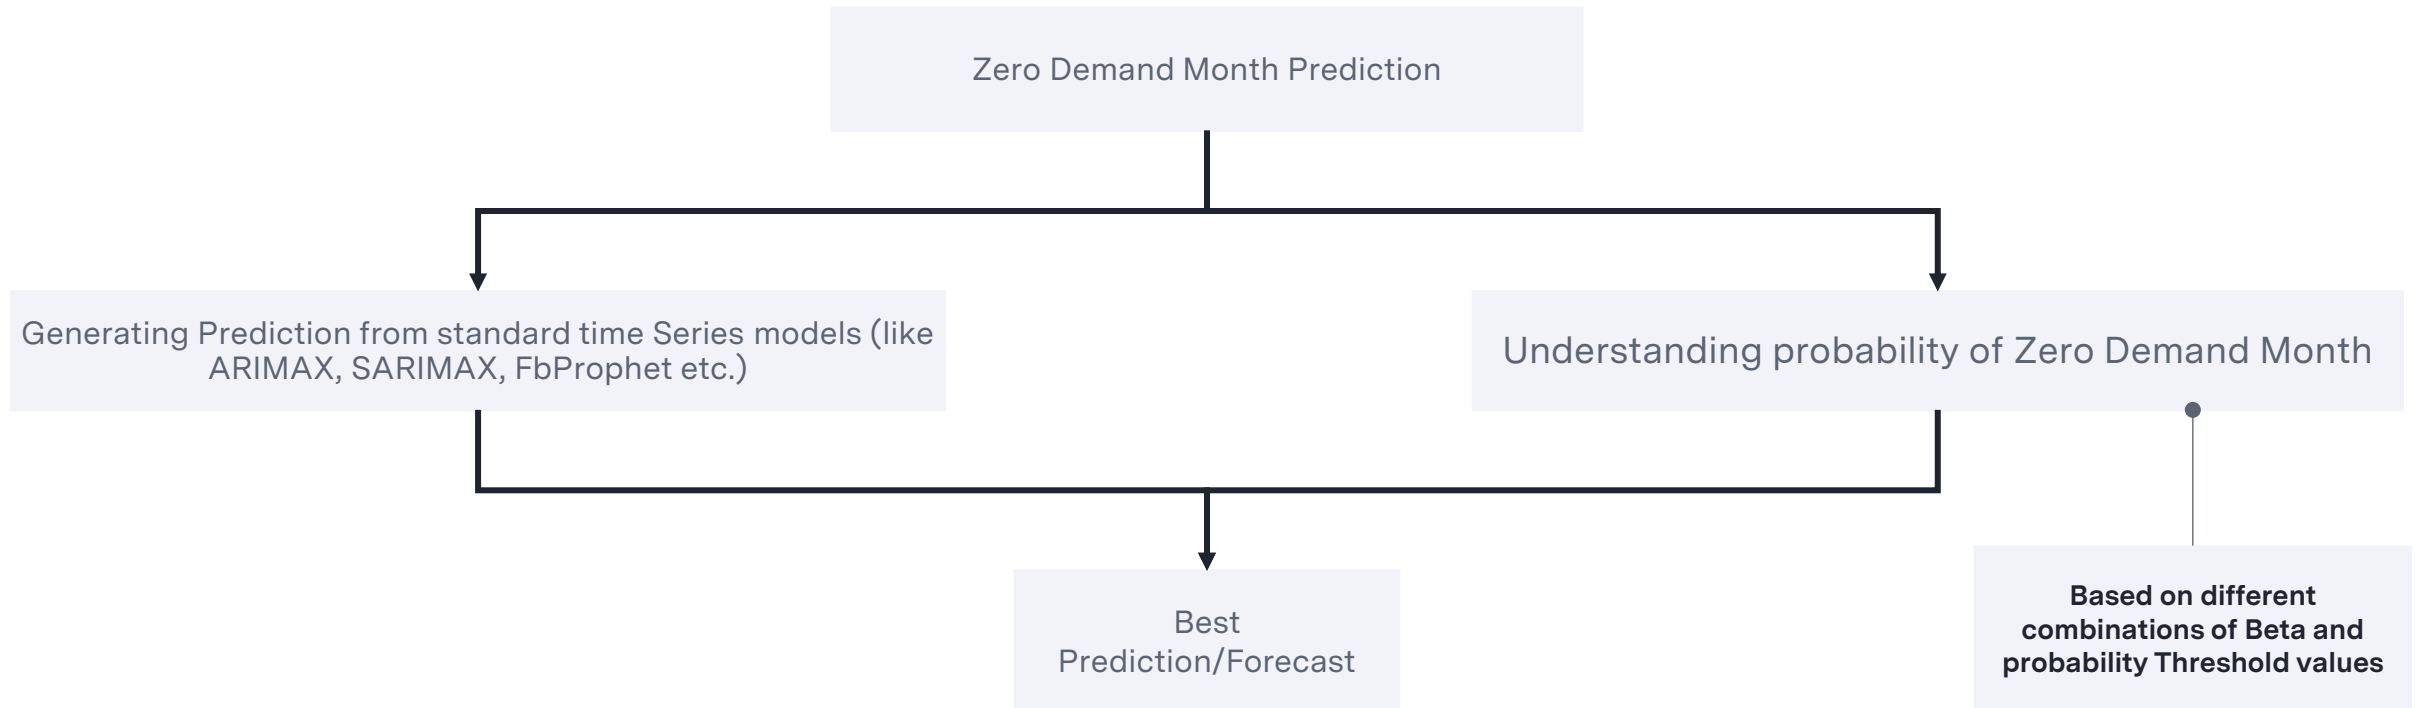 Zero Demand Month Prediction
Generating Prediction from standard time Series models (like
ARIMAX, SARIMAX, FbProphet etc.)
Understanding probability of Zero Demand Month
Best
Prediction/Forecast
Based on different
combinations of Beta and
probability Threshold values